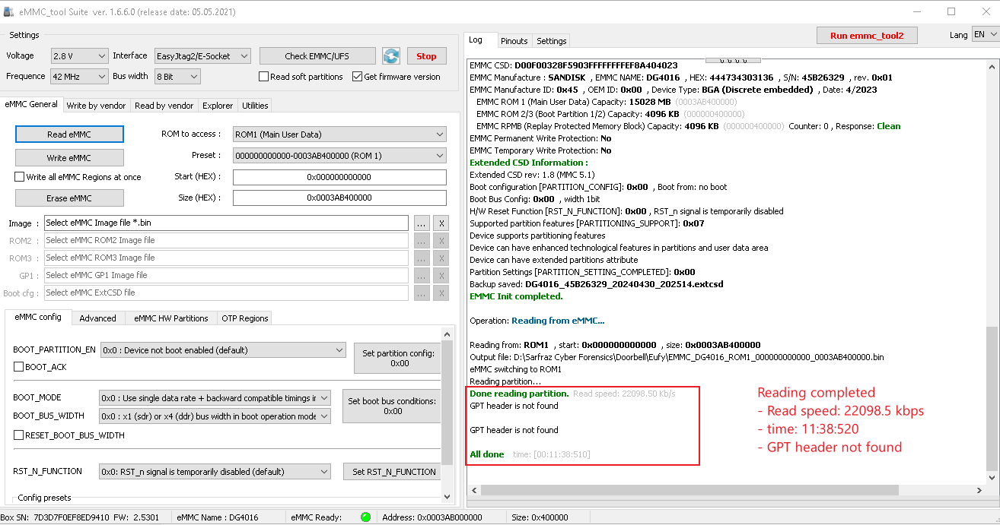 eMMC_tool Suite ver. 1.6.6.0 (release date: 05.05.2021)
Settings
Voltage 2.8 V Interface EasyJtag2/E-Socket Check EMMC/UFS Stop
Frequence 42 MHz Bus width 8 Bit Read soft partitions Get firmware version
eMMC General Write by vendor Read by vendor Explorer Utilities
Read eMMC ROM to access : ROM1 (Main User Data)
Write eMMC Preset : 000000000000-0003AB400000 (ROM 1)
Write all eMMC Regions at once Start (HEX) : 0x000000000000
Erase eMMC Size (HEX) : 0x0003AB400000
Image : Select eMMC Image file *.bin ... X
ROM2 : Select eMMC ROM2 Image file ... X
ROM3 : Select eMMC ROM3 Image file ... X
GP1 : Select eMMC GP1 Image file ... X
Boot cfg : Select eMMC ExtCSD file ... X
eMMC config Advanced eMMC HW Partitions OTP Regions
BOOT_PARTITION_EN 0x0 : Device not boot enabled (default) Set partition config: 0x00
BOOT_ACK
BOOT_MODE 0x0 : Use single data rate + backward compatible timings in Set boot bus conditions: 0x00
BOOT_BUS_WIDTH 0x0 : x1 (sdr) or x4 (ddr) bus width in boot operation mode
RESET_BOOT_BUS_WIDTH
RST_N_FUNCTION 0x0: RST_n signal is temporarily disabled (default) Set RST_N_FUNCTION
Config presets
Log Pinouts Settings Run emmc_tool2 Lang EN
EMMC CSD: D00F00328F5903FFFFFFFFEF8A404023
EMMC Manufacture : SANDISK , EMMC NAME: DG4016 , HEX: 444734303136 , S/N: 45B26329 , rev. 0x01
EMMC Manufacture ID: 0x45 , OEM ID: 0x00 , Device Type: BGA (Discrete embedded) , Date: 4/2023
EMMC ROM 1 (Main User Data) Capacity: 15028 MB (0003AB400000)
EMMC ROM 2/3 (Boot Partition 1/2) Capacity: 4096 KB (000000400000)
EMMC RPMB (Replay Protected Memory Block) Capacity: 4096 KB (000000400000) Counter: 0 , Response: Clean
EMMC Permanent Write Protection: No
EMMC Temporary Write Protection: No
Extended CSD Information :
Extended CSD rev: 1.8 (MMC 5.1)
Boot configuration [PARTITION_CONFIG]: 0x00 , Boot from: no boot
Boot Bus Config: 0x00 , width 1bit
H/W Reset Function [RST_N_FUNCTION]: 0x00 , RST_n signal is temporarily disabled
Supported partition features [PARTITIONING_SUPPORT]: 0x07
Device supports partitioning features
Device can have enhanced technological features in partitions and user data area
Device can have extended partitions attribute
Partition Settings [PARTITION_SETTING_COMPLETED]: 0x00
Backup saved: DG4016_45B26329_20240430_202514.extcsd
EMMC Init completed.
Operation: Reading from eMMC...
Reading from: ROM1 , start: 0x000000000000 , size: 0x0003AB400000
Output file: D:\Sarfraz Cyber Forensics\Doorbell\Eufy\EMMC_DG4016_ROM1_000000000000_0003AB400000.bin
eMMC switching to ROM1
Reading partition...
Done reading partition. Read speed: 22098.50 Kb/s
GPT header is not found
GPT header is not found
All done time: [00:11:38:510]
Reading completed
- Read speed: 22098.5 kbps
- time: 11:38:520
- GPT header not found
Box SN: 7D3D7F0EF8ED9410 FW: 2.5301 eMMC Name : DG4016 eMMC Ready: Address: 0x0003AB000000 Size: 0x400000